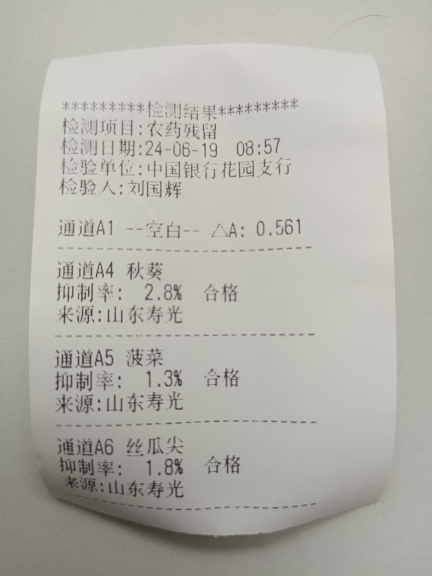 *********检测结果*********
检测项目:农药残留
检测日期:24-06-19 08:57
检验单位:中国银行花园支行
检验人:刘国辉
通道A1 --空白-- △A: 0.561
通道A4 秋葵
抑制率: 2.8% 合格
来源:山东寿光
通道A5 菠菜
抑制率: 1.3% 合格
来源:山东寿光
通道A6 丝瓜尖
抑制率: 1.8% 合格
来源:山东寿光